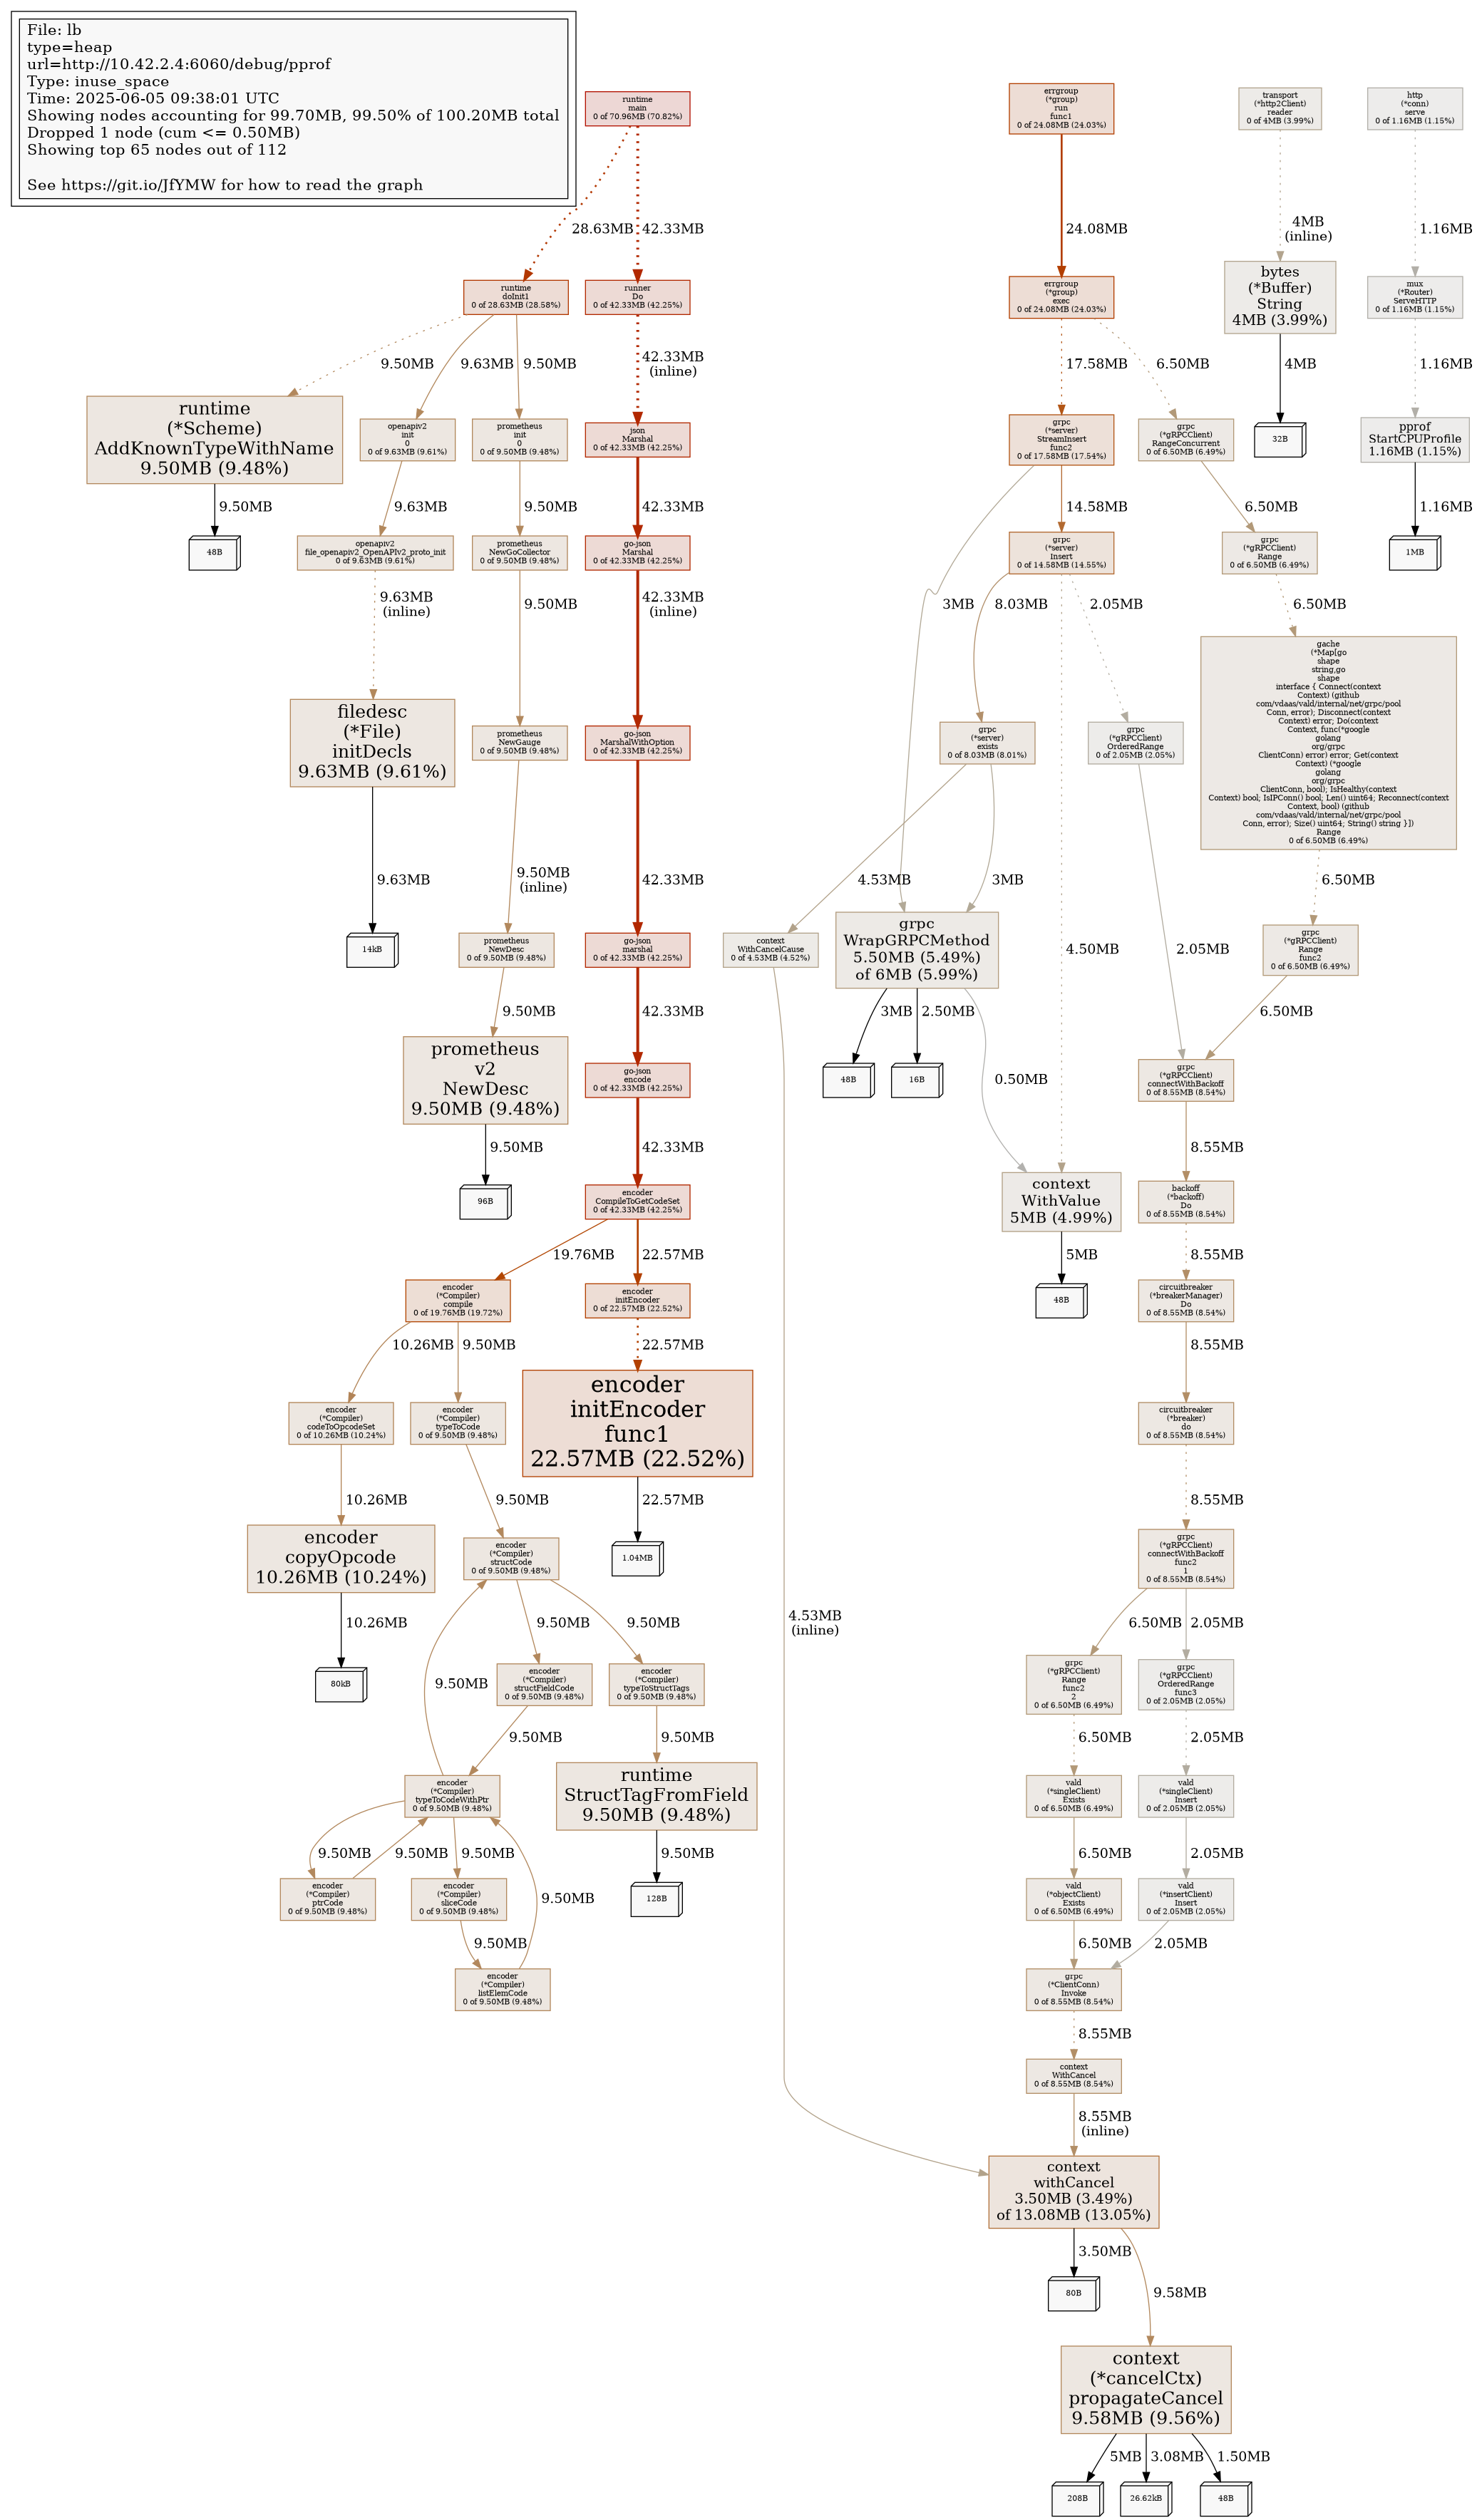 File: lb
type=heap
url=http://10.42.2.4:6060/debug/pprof
Type: inuse_space
Time: 2025-06-05 09:38:01 UTC
Showing nodes accounting for 99.70MB, 99.50% of 100.20MB total
Dropped 1 node (cum <= 0.50MB)
Showing top 65 nodes out of 112
See https://git.io/JfYMW for how to read the graph
runtime
main
0 of 70.96MB (70.82%)
errgroup
(*group)
run
func1
0 of 24.08MB (24.03%)
transport
(*http2Client)
reader
0 of 4MB (3.99%)
http
(*conn)
serve
0 of 1.16MB (1.15%)
28.63MB
42.33MB
24.08MB
4MB
(inline)
1.16MB
runtime
doInit1
0 of 28.63MB (28.58%)
runner
Do
0 of 42.33MB (42.25%)
errgroup
(*group)
exec
0 of 24.08MB (24.03%)
bytes
(*Buffer)
String
4MB (3.99%)
mux
(*Router)
ServeHTTP
0 of 1.16MB (1.15%)
9.50MB
9.63MB
9.50MB
42.33MB
(inline)
17.58MB
6.50MB
4MB
1.16MB
runtime
(*Scheme)
AddKnownTypeWithName
9.50MB (9.48%)
openapiv2
init
0
0 of 9.63MB (9.61%)
prometheus
init
0
0 of 9.50MB (9.48%)
json
Marshal
0 of 42.33MB (42.25%)
grpc
(*server)
StreamInsert
func2
0 of 17.58MB (17.54%)
grpc
(*gRPCClient)
RangeConcurrent
0 of 6.50MB (6.49%)
32B
pprof
StartCPUProfile
1.16MB (1.15%)
9.50MB
9.63MB
9.50MB
42.33MB
14.58MB
6.50MB
1.16MB
48B
openapiv2
file_openapiv2_OpenAPIv2_proto_init
0 of 9.63MB (9.61%)
prometheus
NewGoCollector
0 of 9.50MB (9.48%)
go-json
Marshal
0 of 42.33MB (42.25%)
grpc
(*server)
Insert
0 of 14.58MB (14.55%)
grpc
(*gRPCClient)
Range
0 of 6.50MB (6.49%)
1MB
9.63MB
(inline)
9.50MB
42.33MB
(inline)
3MB
8.03MB
2.05MB
6.50MB
filedesc
(*File)
initDecls
9.63MB (9.61%)
prometheus
NewGauge
0 of 9.50MB (9.48%)
go-json
MarshalWithOption
0 of 42.33MB (42.25%)
grpc
(*server)
exists
0 of 8.03MB (8.01%)
grpc
(*gRPCClient)
OrderedRange
0 of 2.05MB (2.05%)
gache
(*Map[go
shape
string,go
shape
interface { Connect(context
Context) (github
com/vdaas/vald/internal/net/grpc/pool
Conn, error); Disconnect(context
Context) error; Do(context
Context, func(*google
golang
org/grpc
ClientConn) error) error; Get(context
Context) (*google
golang
org/grpc
ClientConn, bool); IsHealthy(context
Context) bool; IsIPConn() bool; Len() uint64; Reconnect(context
Context, bool) (github
com/vdaas/vald/internal/net/grpc/pool
Conn, error); Size() uint64; String() string }])
Range
0 of 6.50MB (6.49%)
9.63MB
9.50MB
(inline)
42.33MB
4.53MB
3MB
6.50MB
14kB
prometheus
NewDesc
0 of 9.50MB (9.48%)
go-json
marshal
0 of 42.33MB (42.25%)
context
WithCancelCause
0 of 4.53MB (4.52%)
grpc
WrapGRPCMethod
5.50MB (5.49%)
of 6MB (5.99%)
4.50MB
2.05MB
grpc
(*gRPCClient)
Range
func2
0 of 6.50MB (6.49%)
9.50MB
42.33MB
3MB
2.50MB
6.50MB
prometheus
v2
NewDesc
9.50MB (9.48%)
go-json
encode
0 of 42.33MB (42.25%)
48B
16B
0.50MB
grpc
(*gRPCClient)
connectWithBackoff
0 of 8.55MB (8.54%)
9.50MB
42.33MB
8.55MB
96B
encoder
CompileToGetCodeSet
0 of 42.33MB (42.25%)
context
WithValue
5MB (4.99%)
backoff
(*backoff)
Do
0 of 8.55MB (8.54%)
19.76MB
22.57MB
5MB
8.55MB
encoder
(*Compiler)
compile
0 of 19.76MB (19.72%)
encoder
initEncoder
0 of 22.57MB (22.52%)
48B
circuitbreaker
(*breakerManager)
Do
0 of 8.55MB (8.54%)
10.26MB
9.50MB
22.57MB
8.55MB
encoder
(*Compiler)
codeToOpcodeSet
0 of 10.26MB (10.24%)
encoder
(*Compiler)
typeToCode
0 of 9.50MB (9.48%)
encoder
initEncoder
func1
22.57MB (22.52%)
circuitbreaker
(*breaker)
do
0 of 8.55MB (8.54%)
10.26MB
9.50MB
22.57MB
8.55MB
encoder
copyOpcode
10.26MB (10.24%)
encoder
(*Compiler)
structCode
0 of 9.50MB (9.48%)
1.04MB
grpc
(*gRPCClient)
connectWithBackoff
func2
1
0 of 8.55MB (8.54%)
10.26MB
9.50MB
9.50MB
4.53MB
(inline)
6.50MB
2.05MB
80kB
9.50MB
encoder
(*Compiler)
structFieldCode
0 of 9.50MB (9.48%)
encoder
(*Compiler)
typeToStructTags
0 of 9.50MB (9.48%)
grpc
(*gRPCClient)
Range
func2
2
0 of 6.50MB (6.49%)
grpc
(*gRPCClient)
OrderedRange
func3
0 of 2.05MB (2.05%)
9.50MB
9.50MB
6.50MB
2.05MB
encoder
(*Compiler)
typeToCodeWithPtr
0 of 9.50MB (9.48%)
runtime
StructTagFromField
9.50MB (9.48%)
vald
(*singleClient)
Exists
0 of 6.50MB (6.49%)
vald
(*singleClient)
Insert
0 of 2.05MB (2.05%)
9.50MB
9.50MB
9.50MB
9.50MB
6.50MB
2.05MB
encoder
(*Compiler)
ptrCode
0 of 9.50MB (9.48%)
encoder
(*Compiler)
sliceCode
0 of 9.50MB (9.48%)
9.50MB
128B
vald
(*objectClient)
Exists
0 of 6.50MB (6.49%)
vald
(*insertClient)
Insert
0 of 2.05MB (2.05%)
9.50MB
6.50MB
2.05MB
encoder
(*Compiler)
listElemCode
0 of 9.50MB (9.48%)
grpc
(*ClientConn)
Invoke
0 of 8.55MB (8.54%)
8.55MB
context
WithCancel
0 of 8.55MB (8.54%)
8.55MB
(inline)
context
withCancel
3.50MB (3.49%)
of 13.08MB (13.05%)
3.50MB
9.58MB
80B
context
(*cancelCtx)
propagateCancel
9.58MB (9.56%)
5MB
3.08MB
1.50MB
208B
26.62kB
48B